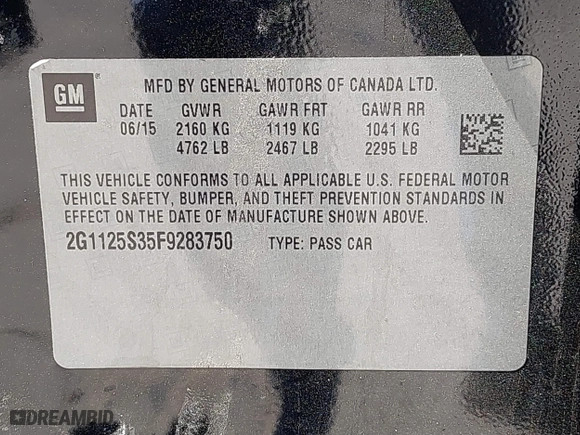 GM
MFD BY GENERAL MOTORS OF CANADA LTD.
DATE GVWR GAWR FRT GAWR RR
06/15 2160 KG 1119 KG 1041 KG
4762 LB 2467 LB 2295 LB
THIS VEHICLE CONFORMS TO ALL APPLICABLE U.S. FEDERAL MOTOR
VEHICLE SAFETY, BUMPER, AND THEFT PREVENTION STANDARDS IN
EFFECT ON THE DATE OF MANUFACTURE SHOWN ABOVE.
2G1125S35F9283750 TYPE: PASS CAR
DREAMBID